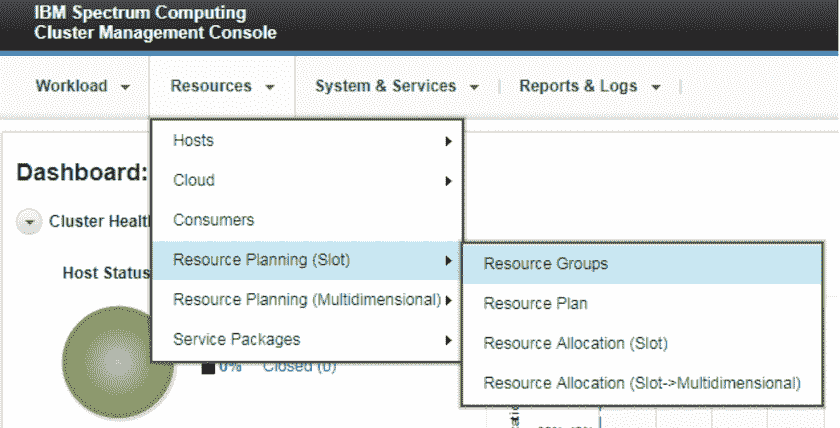 IBM Spectrum Computing
Cluster Management Console
Workload
Resources
System & Services
Reports & Logs
Hosts
Dashboard:
Cloud
Cluster Healt
Consumers
Resource Planning (Slot)
Resource Groups
Host Status
Resource Planning (Multidimensional)
Resource Plan
Service Packages
Resource Allocation (Slot)
0%
Closed (0)
Resource Allocation (Slot->Multidimensional)